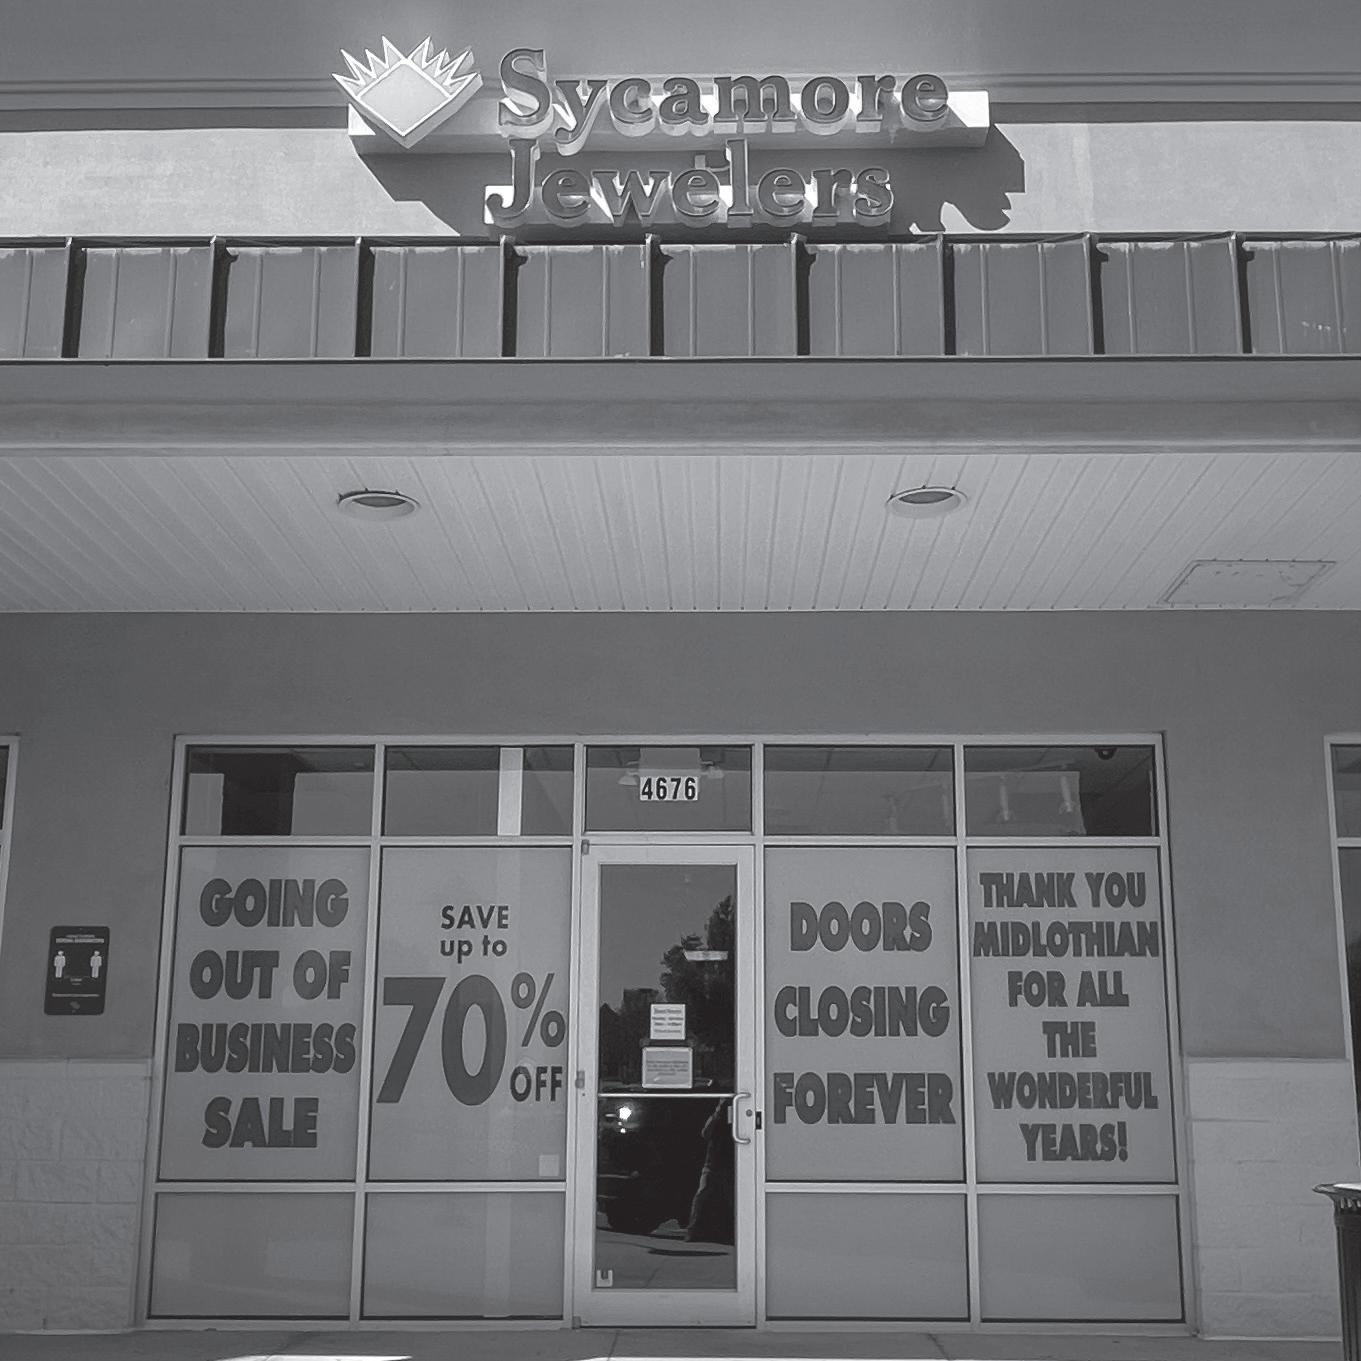 Sycamore
Jewelers
4676
GOING
OUT OF
BUSINESS
SALE
SAVE
up to
70%
OFF
DOORS
CLOSING
FOREVER
THANK YOU
MIDLOTHIAN
FOR ALL
THE
WONDERFUL
YEARS!